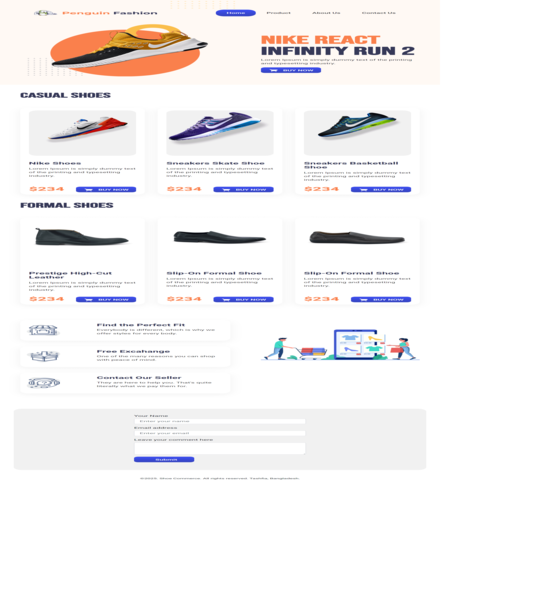 Penguin Fashion
Home
Product
About Us
Contact Us
NIKE REACT
INFINITY RUN 2
Lorem Ipsum is simply dummy text of the printing
and typesetting industry
BUY NOW
CASUAL SHOES
Nike Shoes
Lorem Ipsum is simply dummy text
of the printing and typesetting
industry.
$234
BUY NOW
Sneakers Skate Shoe
Lorem Ipsum is simply dummy text
of the printing and typesetting
industry.
$234
BUY NOW
Sneakers Basketball
Shoe
Lorem Ipsum is simply dummy text
of the printing and typesetting
industry.
$234
BUY NOW
FORMAL SHOES
Prestige High-Cut
Leather
Lorem Ipsum is simply dummy text
of the printing and typesetting
industry.
$234
BUY NOW
Slip-On Formal Shoe
Lorem Ipsum is simply dummy text
of the printing and typesetting
industry.
$234
BUY NOW
Slip-On Formal Shoe
Lorem Ipsum is simply dummy text
of the printing and typesetting
industry.
$234
BUY NOW
Find the Perfect Fit
Everybody is different, which is why we
offer styles for every body.
Free Excahange
One of the many reasons you can shop
with peace of mind.
Contact Our Seller
They are here to help you. That's quite
literally what we pay them for.
Your Name
Enter your name
Email address
Enter your email
Leave your comment here
Submit
©2022. Shoe Commerce. All rights reserved. Bangladesh.